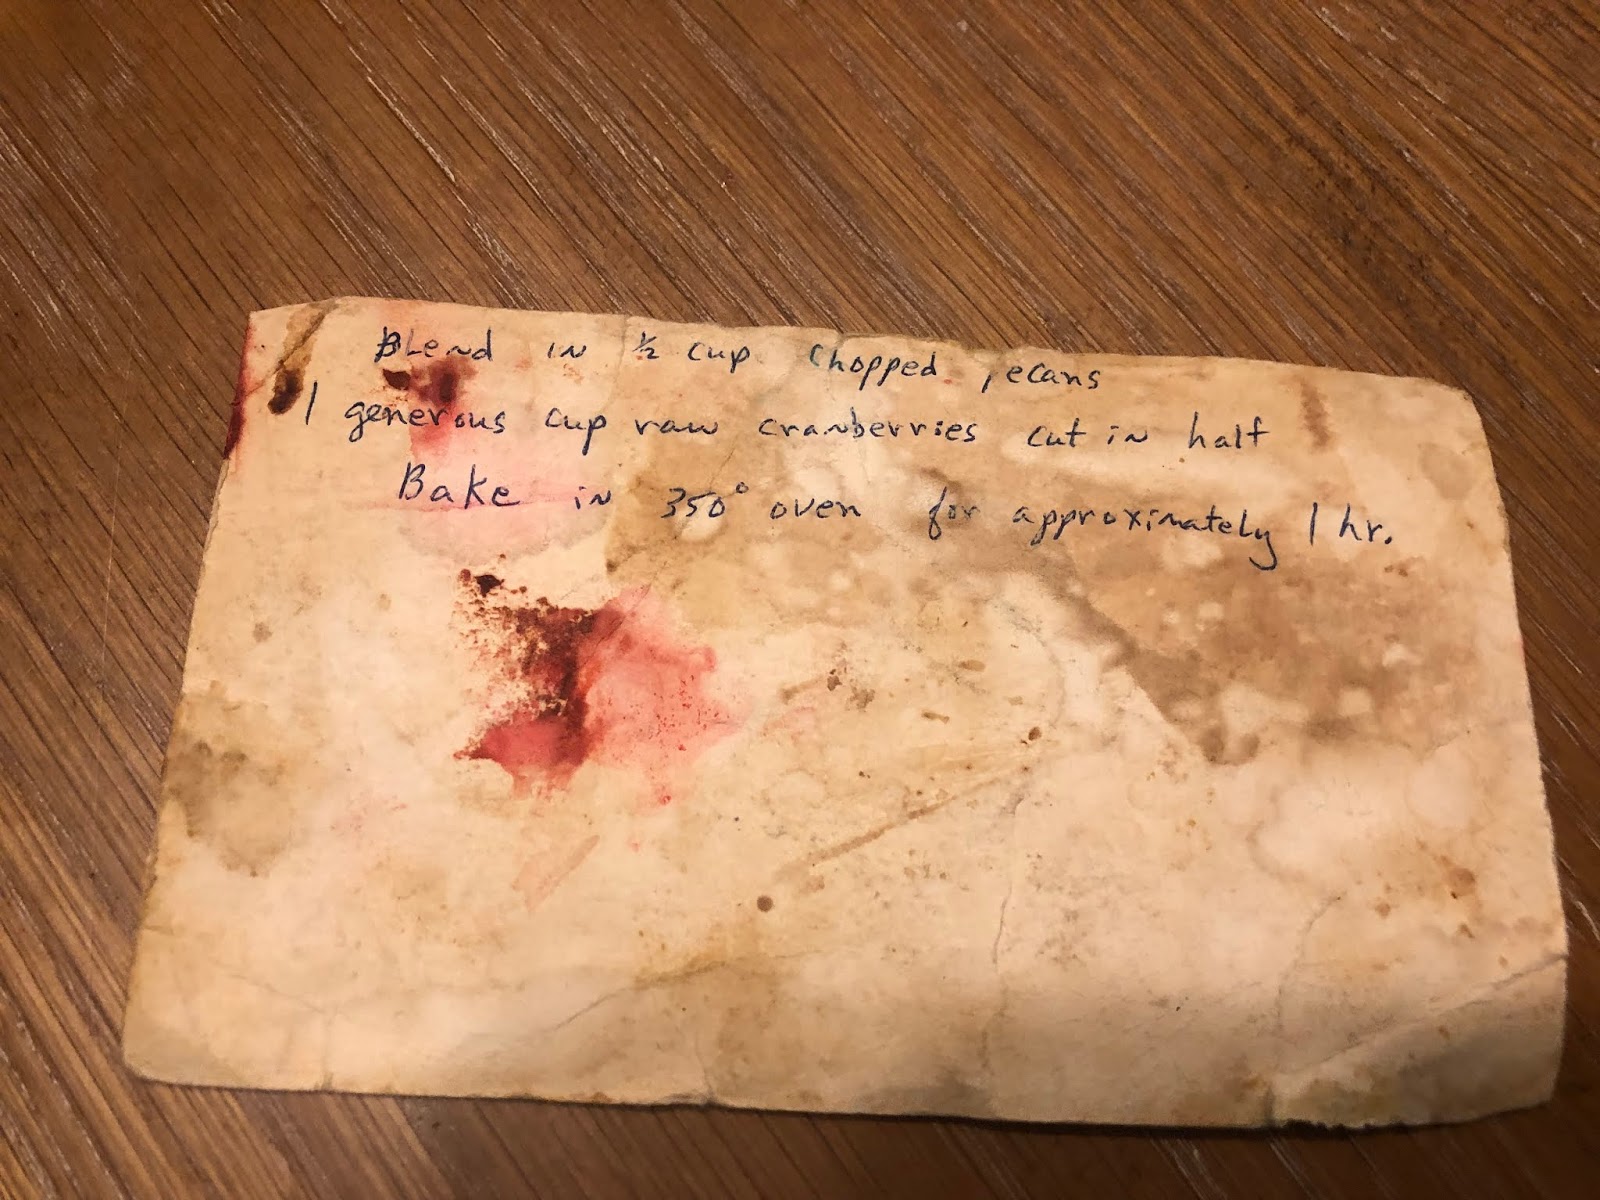 Blend in ½ cup chopped pecans
1 generous cup raw cranberries cut in half
Bake in 350° oven for approximately 1 hr.